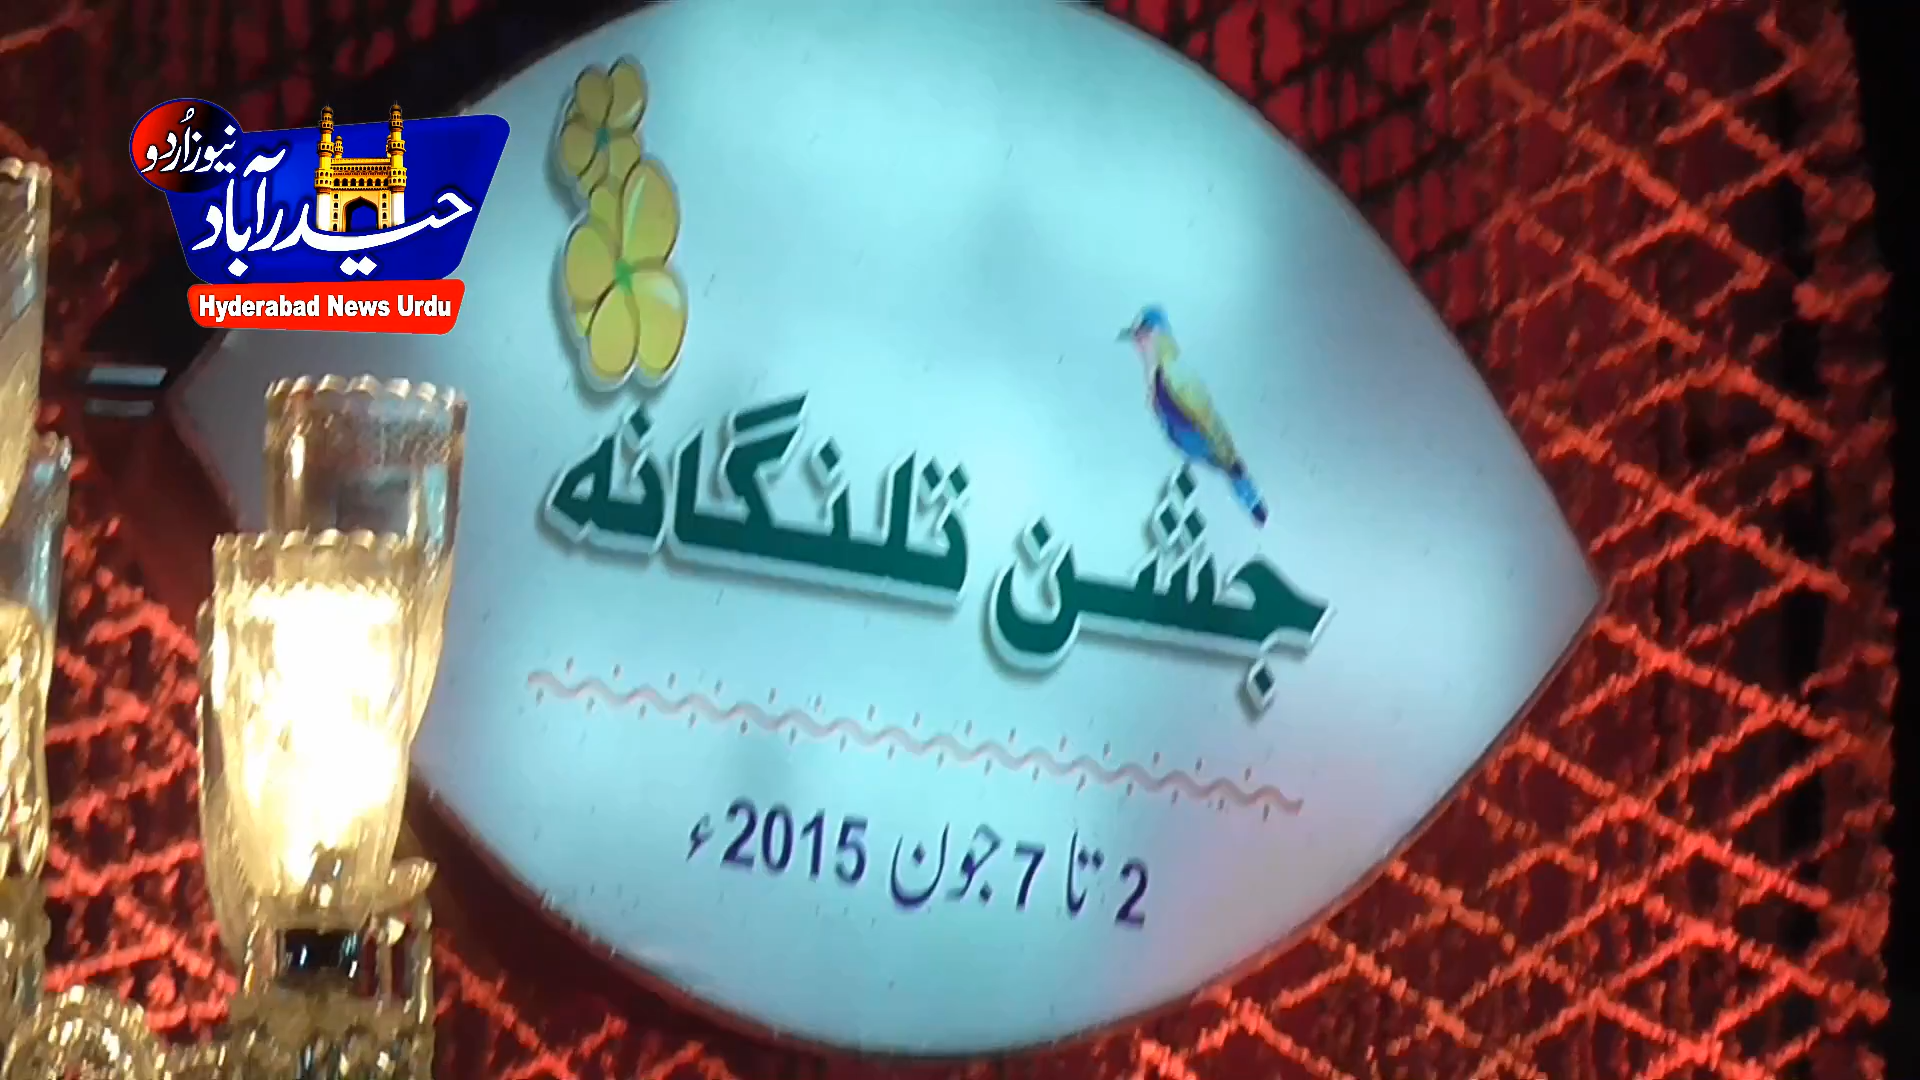 نیوز اُردو
حیدرآباد
Hyderabad News Urdu
جشن تلنگانہ
2 تا 7 جون 2015ء